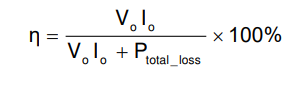 η = VₒIₒ / (VₒIₒ + Pₜₒₜₐₗ_ₗₒₛₛ) × 100%